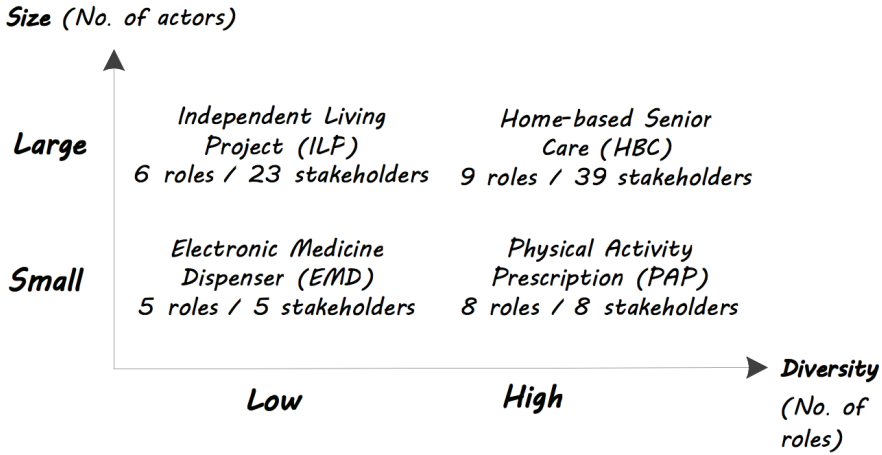 Size (No. of actors)
Large
Independent Living
Project (ILP)
6 roles / 23 stakeholders
Home-based Senior
Care (HBC)
9 roles / 39 stakeholders
Small
Electronic Medicine
Dispenser (EMD)
5 roles / 5 stakeholders
Physical Activity
Prescription (PAP)
8 roles / 8 stakeholders
Low
High
Diversity
(No. of
roles)